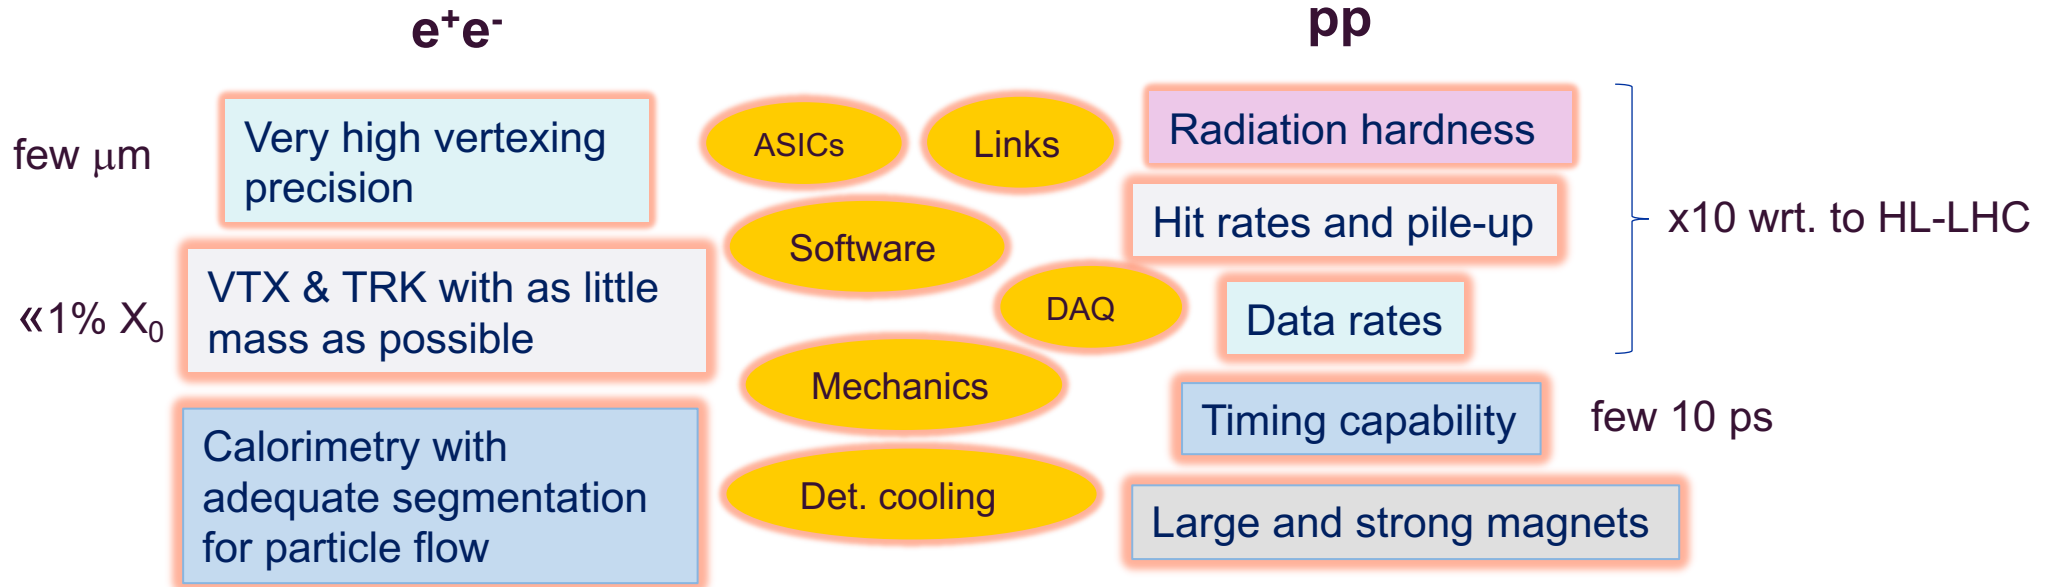 e⁺e⁻
pp
few μm
Very high vertexing
precision
«1% X₀
VTX & TRK with as little
mass as possible
Calorimetry with
adequate segmentation
for particle flow
ASICs
Links
Software
DAQ
Mechanics
Det. cooling
Radiation hardness
Hit rates and pile-up
Data rates
x10 wrt. to HL-LHC
Timing capability
few 10 ps
Large and strong magnets